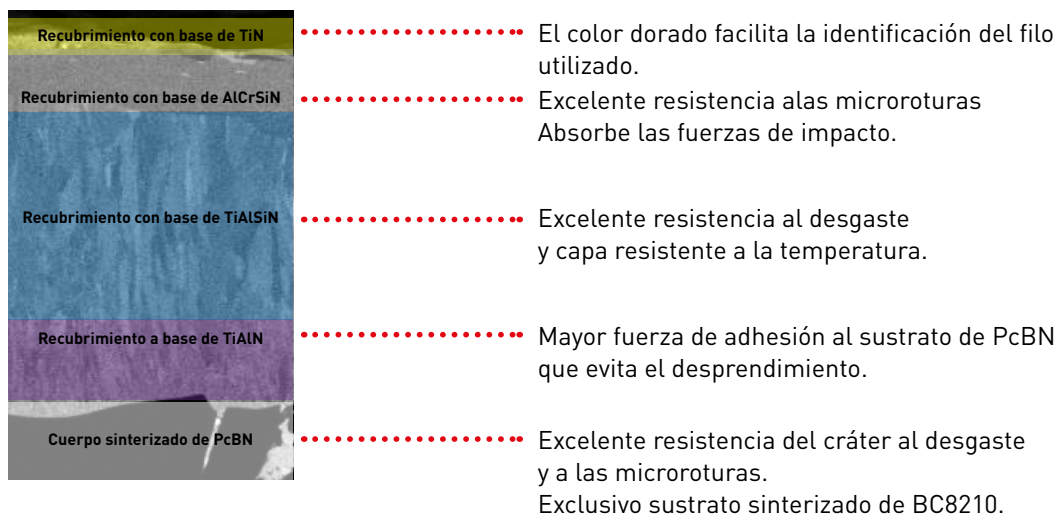 Recubrimiento con base de TiN
El color dorado facilita la identificación del filo
utilizado.
Recubrimiento con base de AlCrSiN
Excelente resistencia alas microroturas
Absorbe las fuerzas de impacto.
Recubrimiento con base de TiAlSiN
Excelente resistencia al desgaste
y capa resistente a la temperatura.
Recubrimiento a base de TiAlN
Mayor fuerza de adhesión al sustrato de PcBN
que evita el desprendimiento.
Cuerpo sinterizado de PcBN
Excelente resistencia del cráter al desgaste
y a las microroturas.
Exclusivo sustrato sinterizado de BC8210.